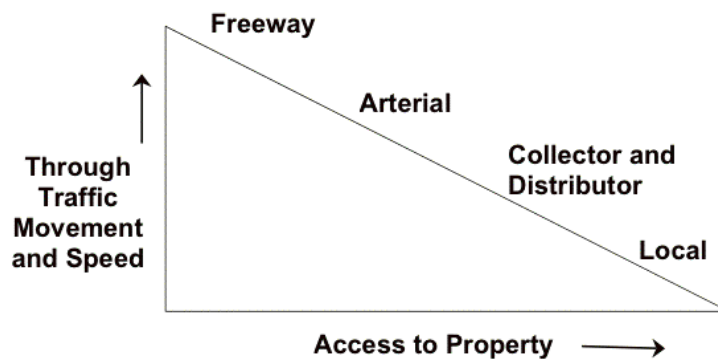 Freeway
Arterial
Collector and
Distributor
Local
Through
Traffic
Movement
and Speed
Access to Property